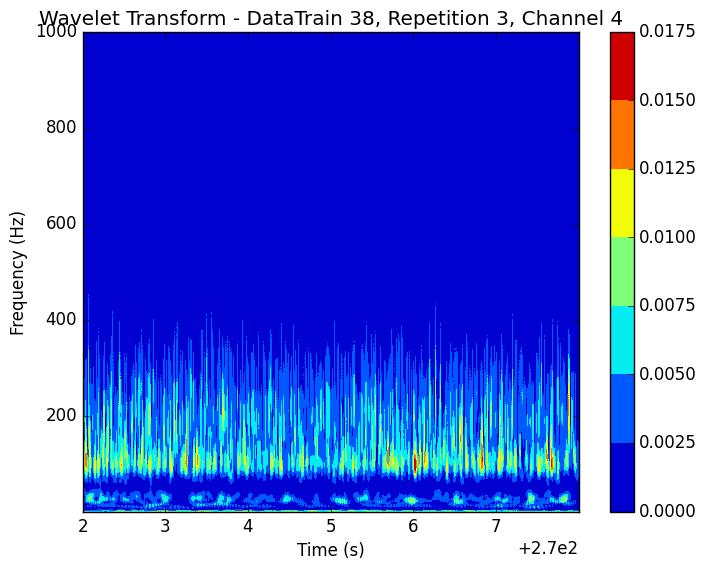 Wavelet Transform - DataTrain 38, Repetition 3, Channel 4
1000
800
600
400
200
Frequency (Hz)
2 3 4 5 6 7
+2.7e2
Time (s)
0.0175
0.0150
0.0125
0.0100
0.0075
0.0050
0.0025
0.0000